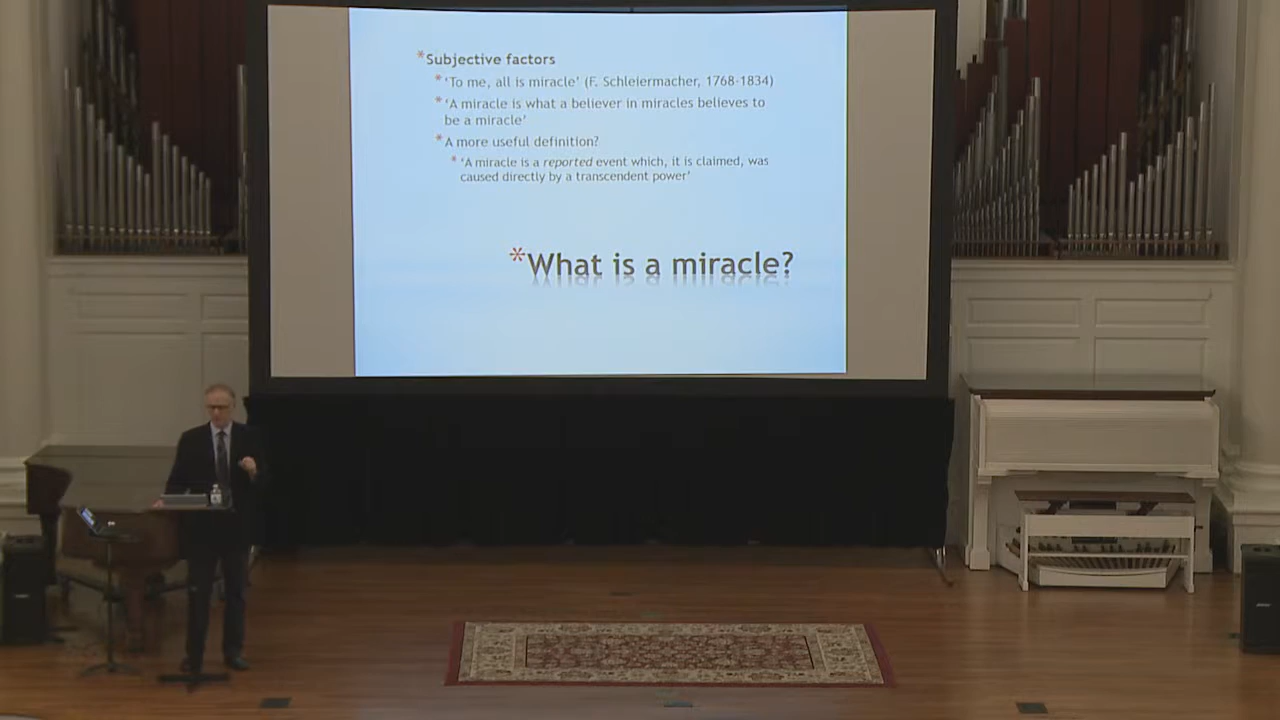 *Subjective factors
*'To me, all is miracle' (F. Schleiermacher, 1768-1834)
*'A miracle is what a believer in miracles believes to
be a miracle'
*A more useful definition?
*'A miracle is a reported event which, it is claimed, was
caused directly by a transcendent power'
*What is a miracle?